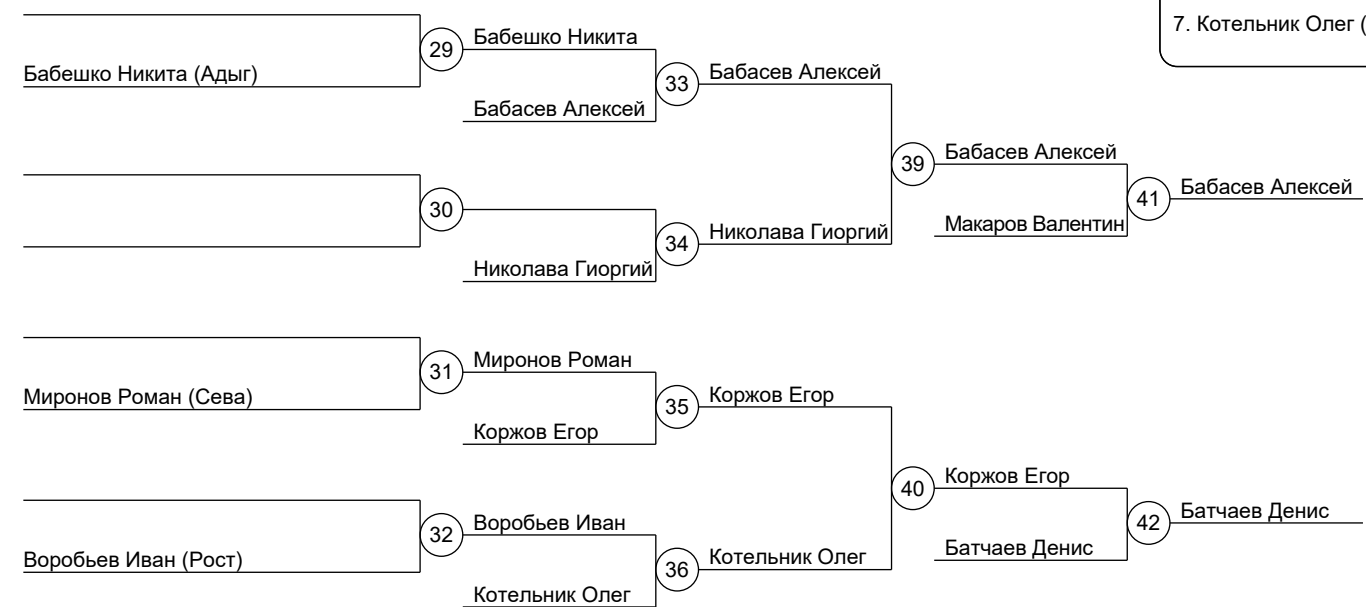 7. Котельник Олег (
29
Бабешко Никита
Бабешко Никита (Адыг)
33
Бабасев Алексей
Бабасев Алексей
39
Бабасев Алексей
41
Бабасев Алексей
30
Николава Гиоргий
34
Николава Гиоргий
Макаров Валентин
31
Миронов Роман
Миронов Роман (Сева)
35
Коржов Егор
Коржов Егор
40
Коржов Егор
42
Батчаев Денис
32
Воробьев Иван
Воробьев Иван (Рост)
36
Котельник Олег
Батчаев Денис
Котельник Олег